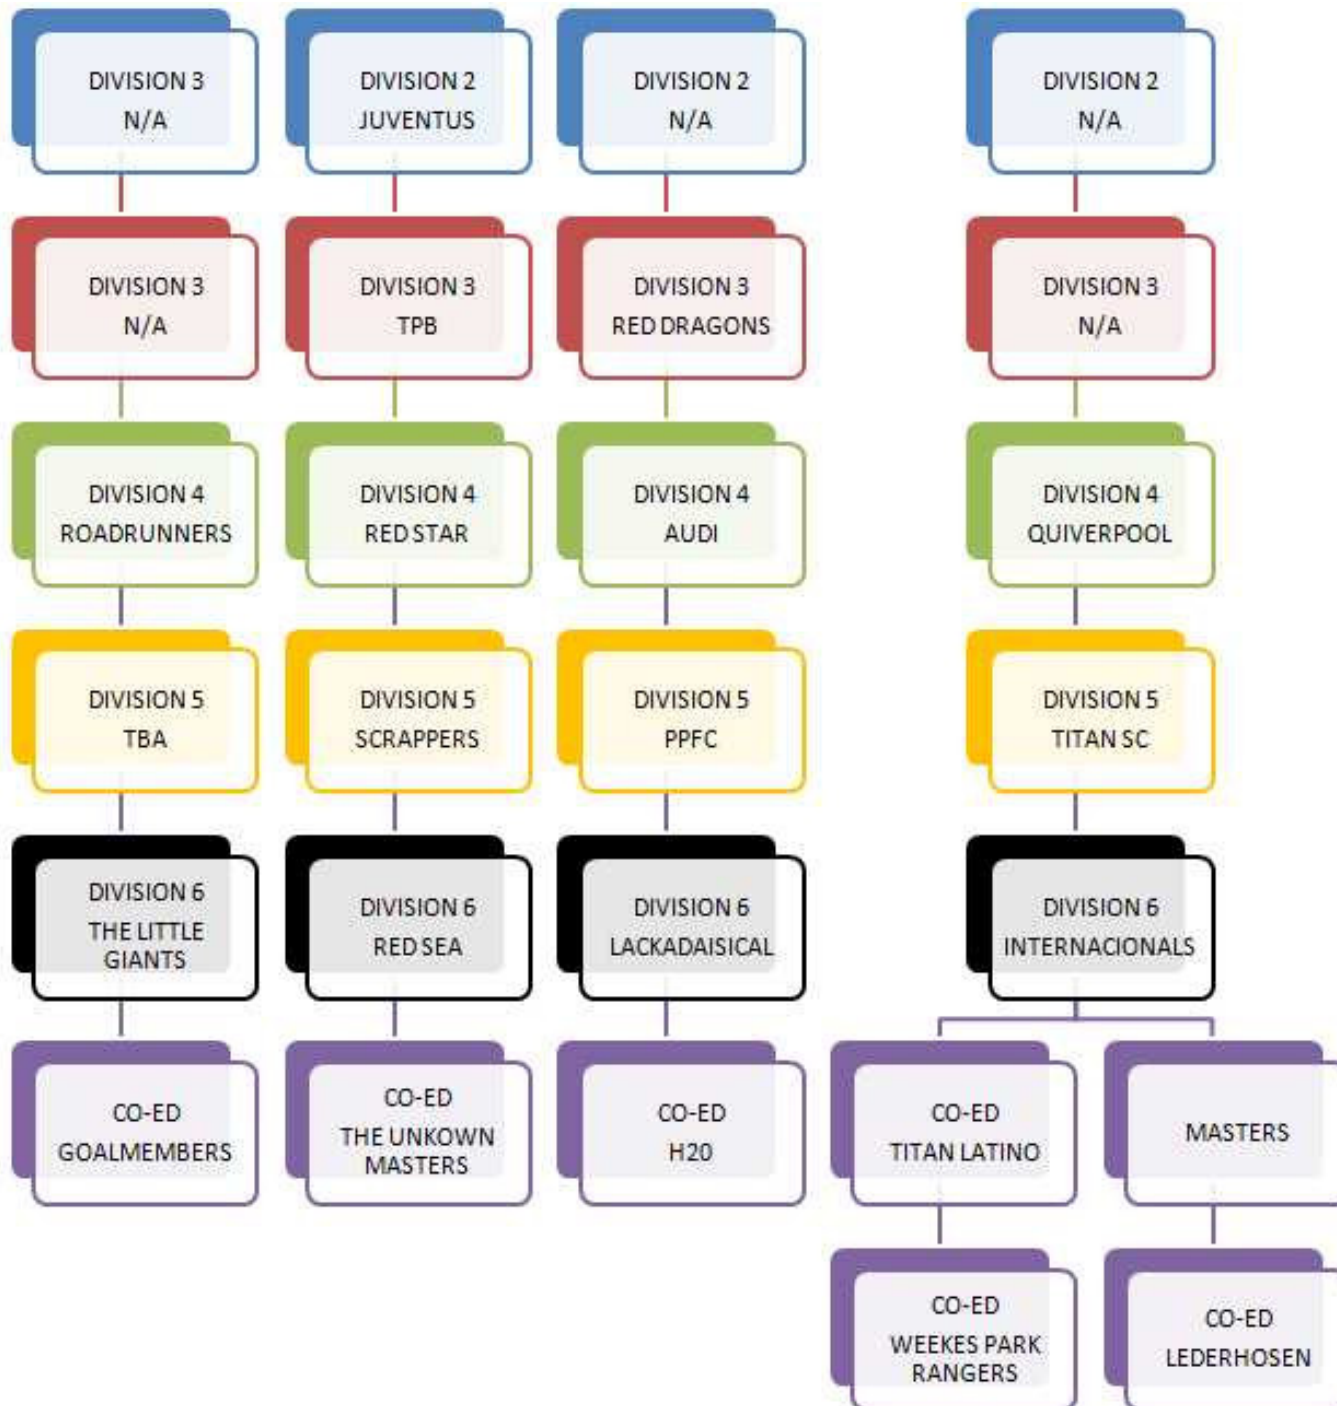 DIVISION 3
N/A
DIVISION 2
JUVENTUS
DIVISION 2
N/A
DIVISION 2
N/A
DIVISION 3
N/A
DIVISION 3
TPB
DIVISION 3
RED DRAGONS
DIVISION 3
N/A
DIVISION 4
ROADRUNNERS
DIVISION 4
RED STAR
DIVISION 4
AUDI
DIVISION 4
QUIVERPOOL
DIVISION 5
TBA
DIVISION 5
SCRAPPERS
DIVISION 5
PPFC
DIVISION 5
TITAN SC
DIVISION 6
THE LITTLE
GIANTS
DIVISION 6
RED SEA
DIVISION 6
LACKADAISICAL
DIVISION 6
INTERNACIONALS
CO-ED
GOALMEMBERS
CO-ED
THE UNKOWN
MASTERS
CO-ED
H20
CO-ED
TITAN LATINO
MASTERS
CO-ED
WEEKES PARK
RANGERS
CO-ED
LEDERHOSEN